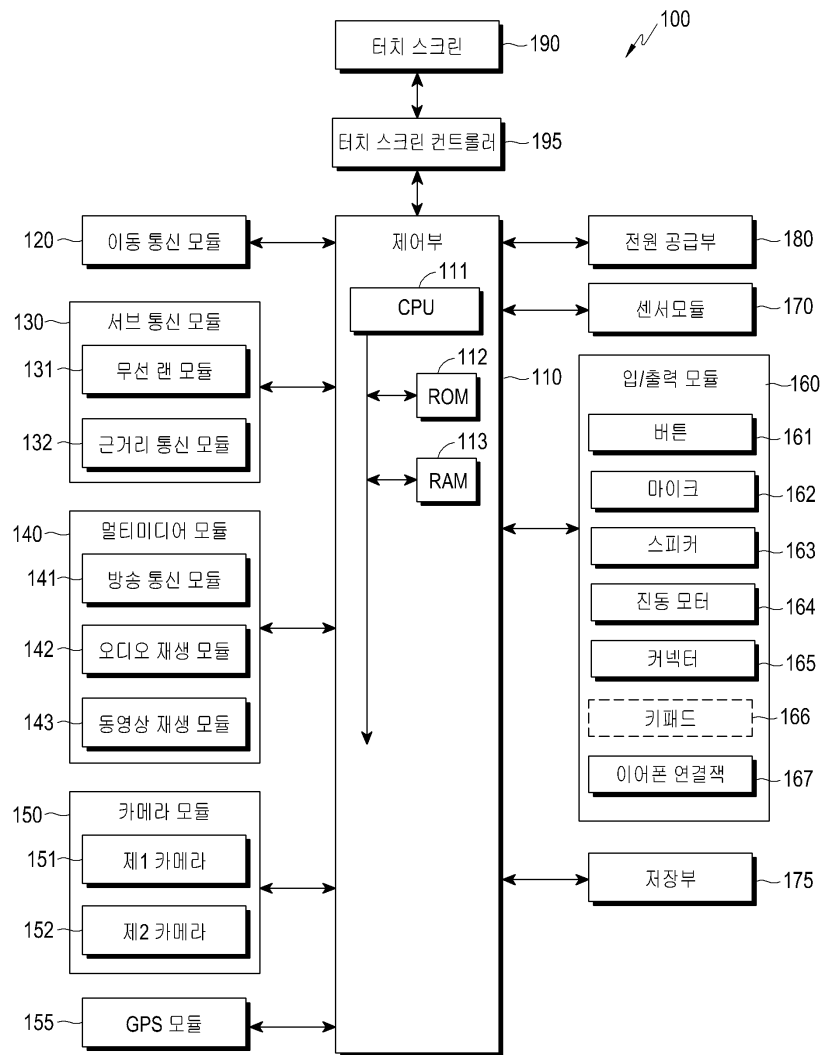 100
터치 스크린 190
터치 스크린 컨트롤러 195
120 이동 통신 모듈
130 서브 통신 모듈
131 무선 랜 모듈
132 근거리 통신 모듈
140 멀티미디어 모듈
141 방송 통신 모듈
142 오디오 재생 모듈
143 동영상 재생 모듈
150 카메라 모듈
151 제1 카메라
152 제2 카메라
155 GPS 모듈
제어부
111
CPU
112
ROM
113
RAM
110
전원 공급부 180
센서모듈 170
입/출력 모듈 160
버튼 161
마이크 162
스피커 163
진동 모터 164
커넥터 165
키패드 166
이어폰 연결잭 167
저장부 175